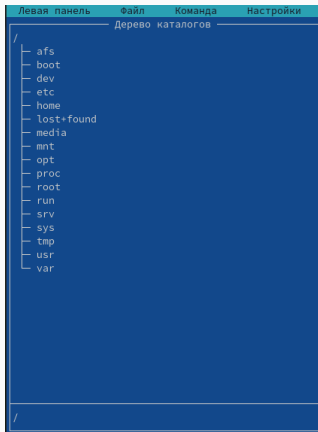 Левая панель Файл Команда Настройки
Дерево каталогов
/
afs
boot
dev
etc
home
lost+found
media
mnt
opt
proc
root
run
srv
sys
tmp
usr
var
/